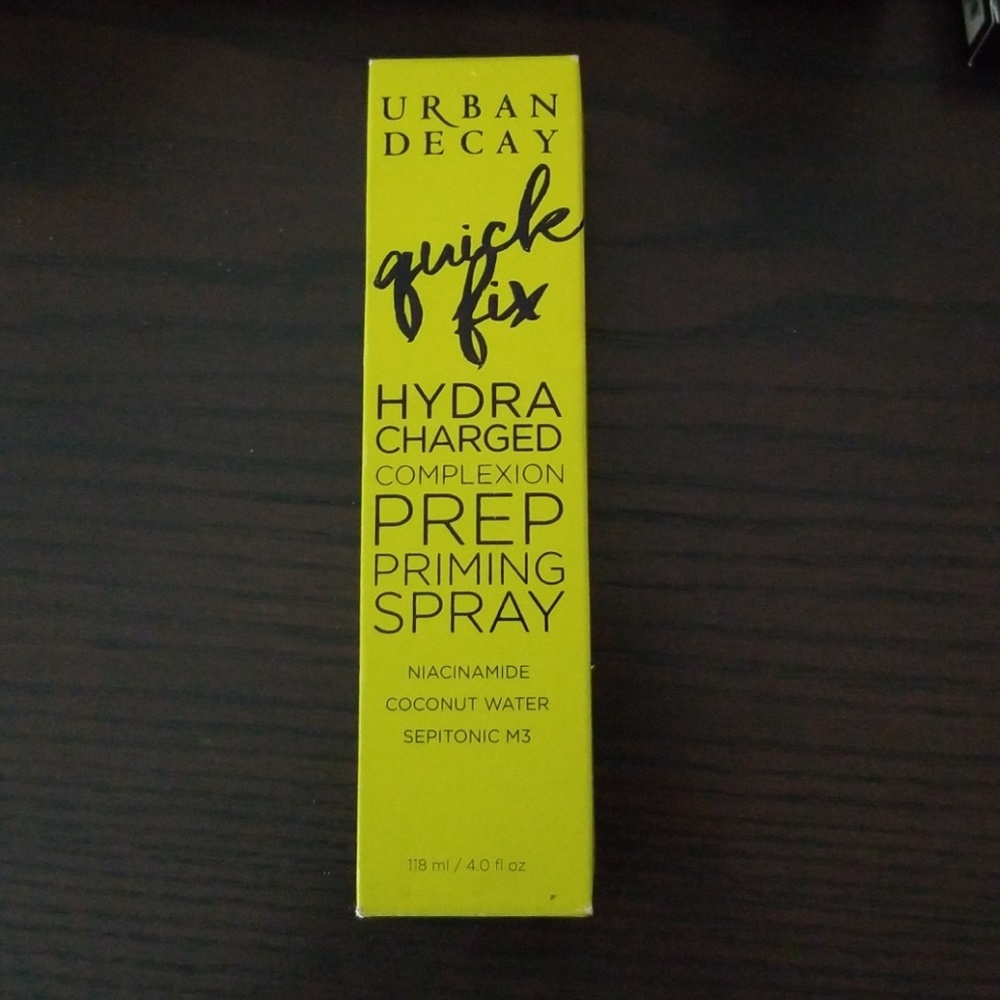 URBAN
DECAY
quick
fix
HYDRA
CHARGED
COMPLEXION
PREP
PRIMING
SPRAY
NIACINAMIDE
COCONUT WATER
SEPITONIC M3
118 ml / 4.0 fl oz